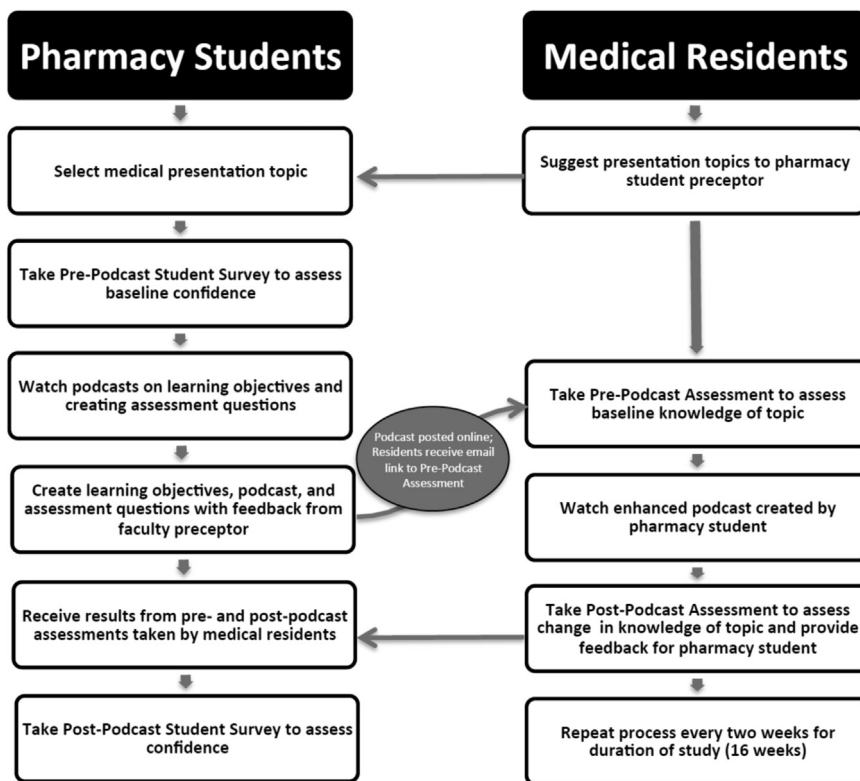 Pharmacy Students
Select medical presentation topic
Take Pre-Podcast Student Survey to assess
baseline confidence
Watch podcasts on learning objectives and
creating assessment questions
Create learning objectives, podcast, and
assessment questions with feedback from
faculty preceptor
Receive results from pre- and post-podcast
assessments taken by medical residents
Take Post-Podcast Student Survey to assess
confidence
Podcast posted online;
Residents receive email
link to Pre-Podcast
Assessment
Medical Residents
Suggest presentation topics to pharmacy
student preceptor
Take Pre-Podcast Assessment to assess
baseline knowledge of topic
Watch enhanced podcast created by
pharmacy student
Take Post-Podcast Assessment to assess
change in knowledge of topic and provide
feedback for pharmacy student
Repeat process every two weeks for
duration of study (16 weeks)